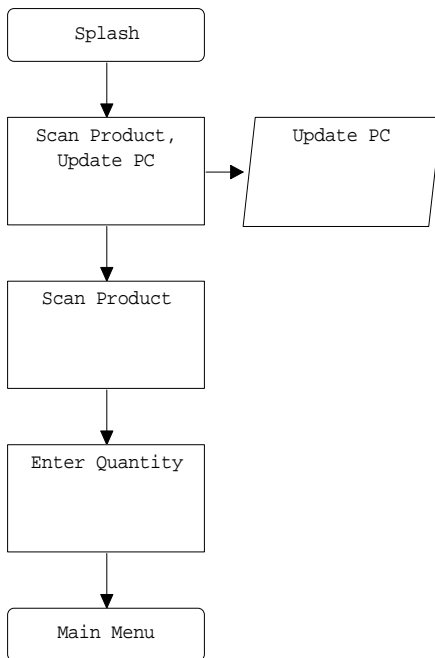 Splash
Scan Product,
Update PC
Update PC
Scan Product
Enter Quantity
Main Menu